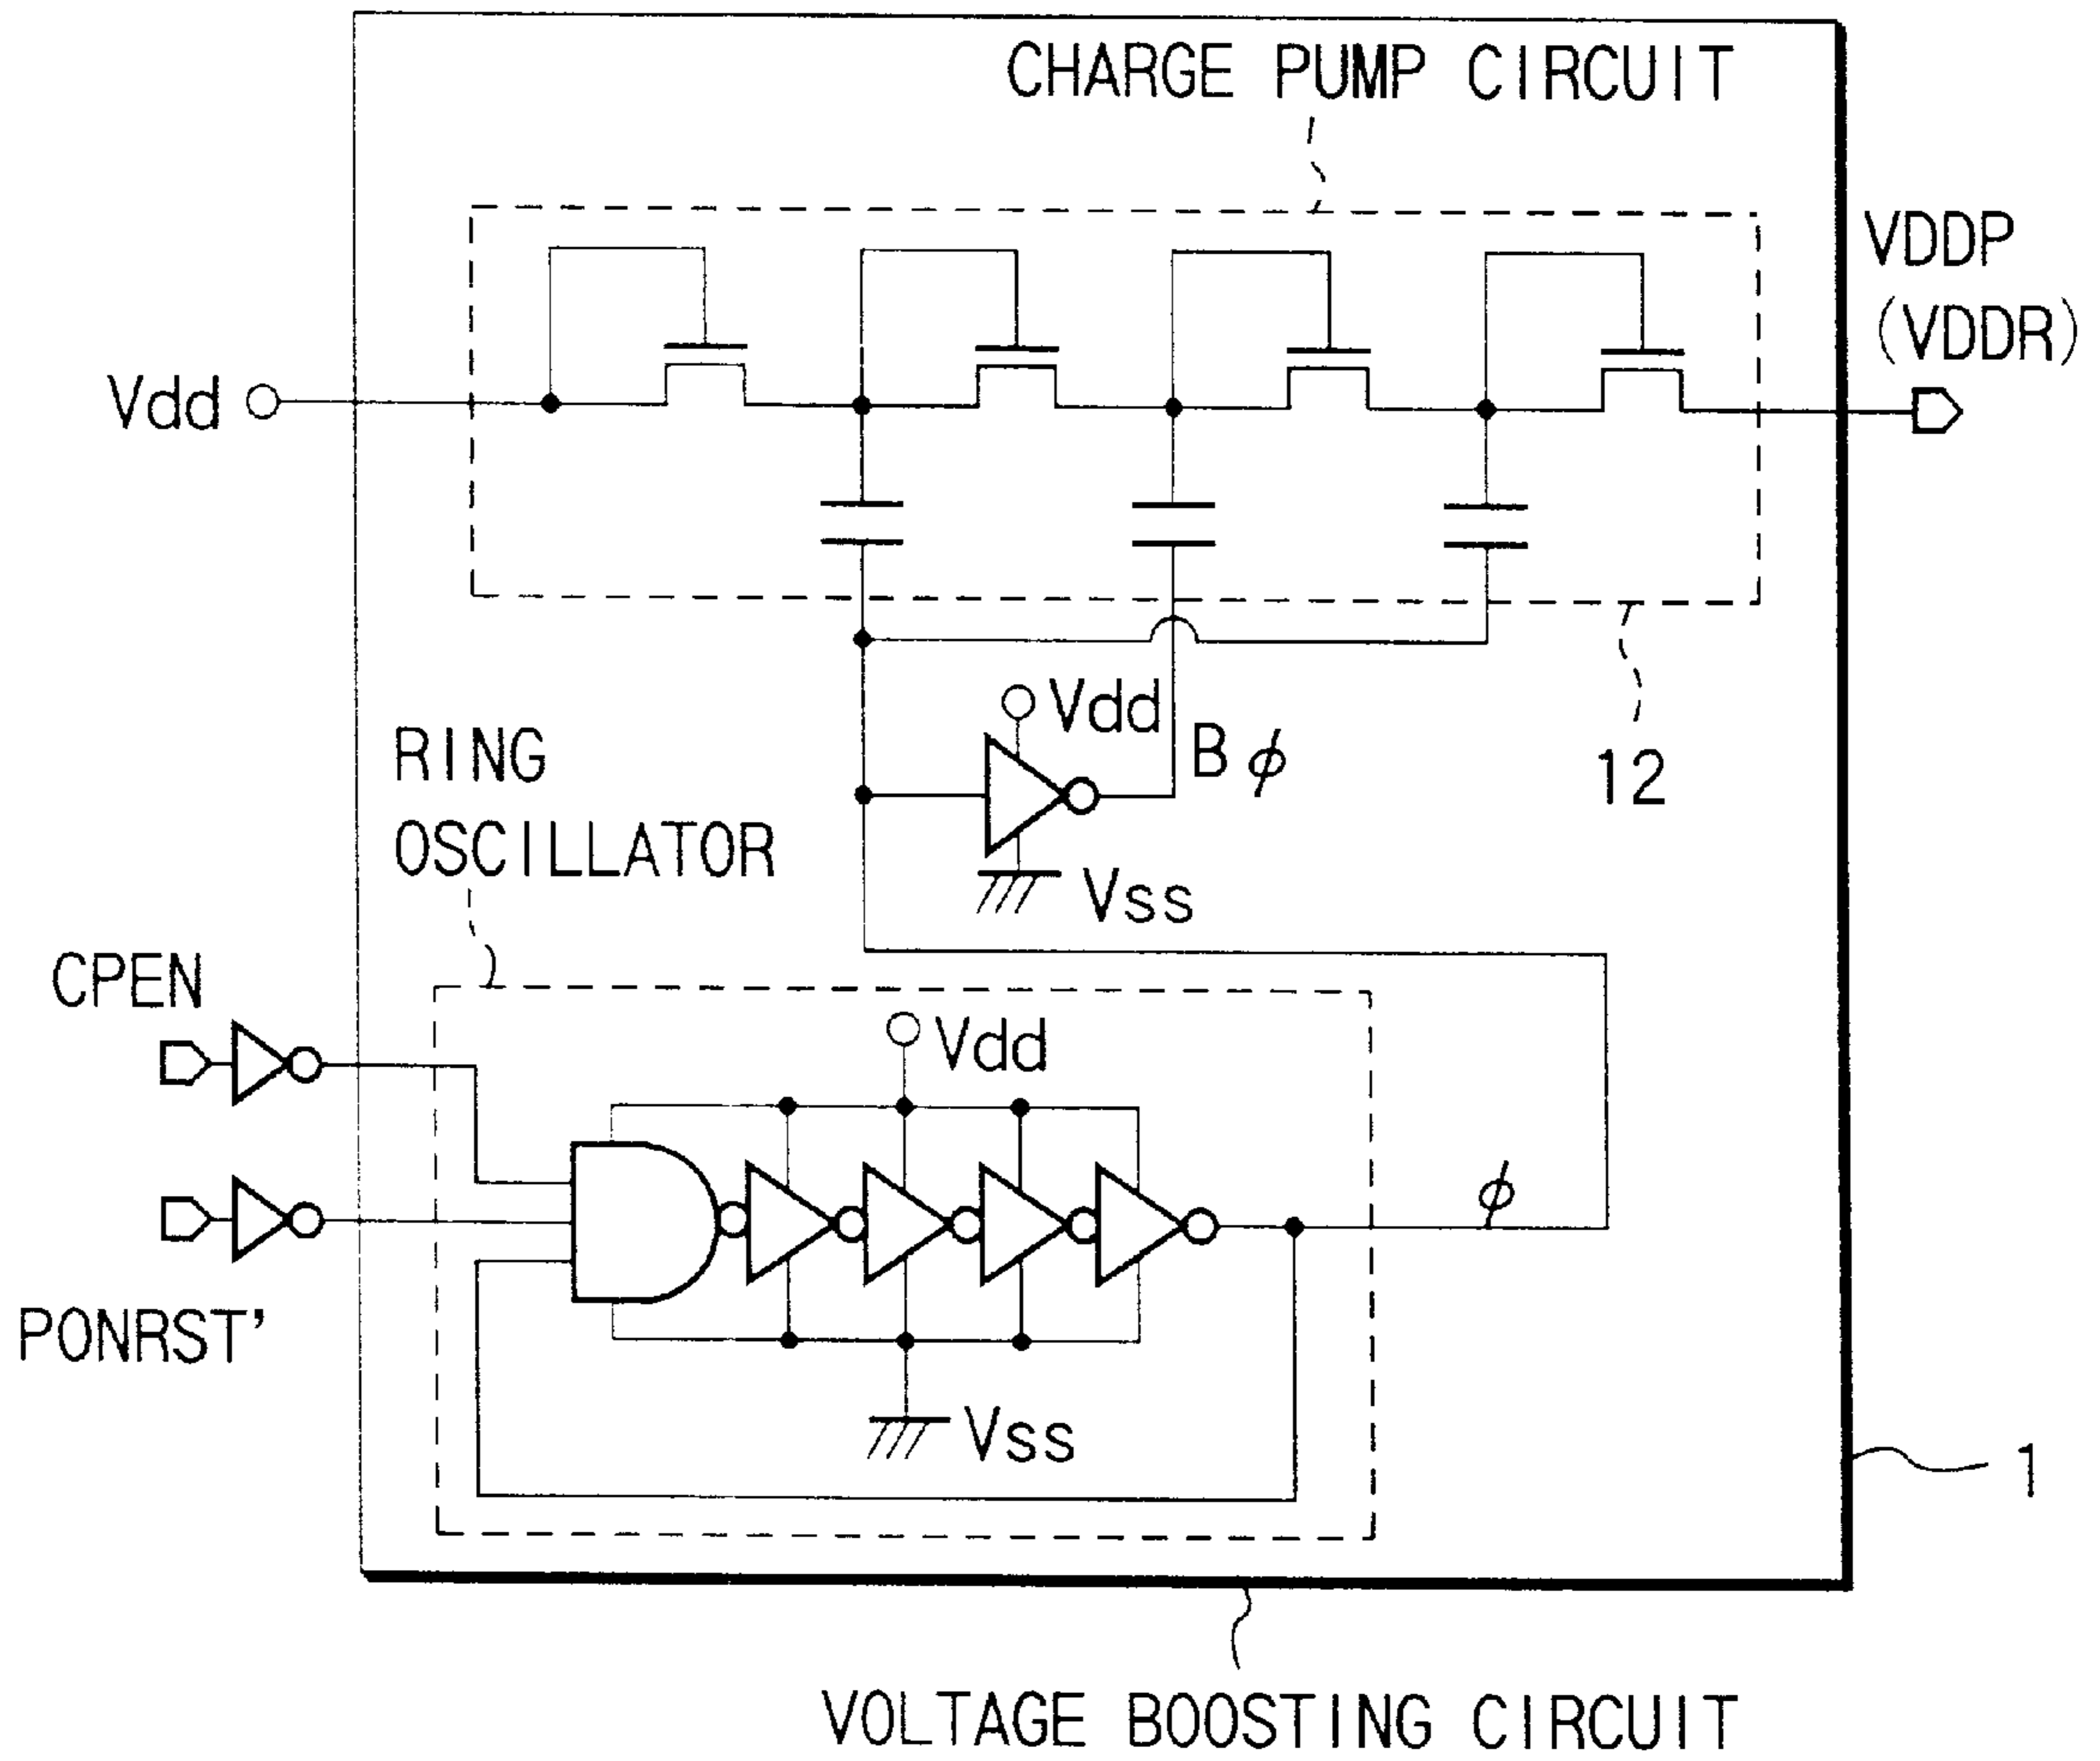 CHARGE PUMP CIRCUIT
VDDP
(VDDR)
Vdd
Vdd
Bϕ
12
RING
OSCILLATOR
Vss
CPEN
Vdd
ϕ
PONRST'
Vss
1
VOLTAGE BOOSTING CIRCUIT